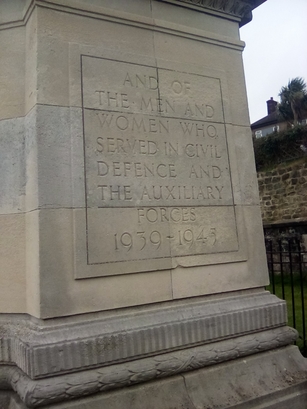 AND OF
THE MEN AND
WOMEN WHO
SERVED IN CIVIL
DEFENCE AND
THE AUXILIARY
FORCES
1939-1945